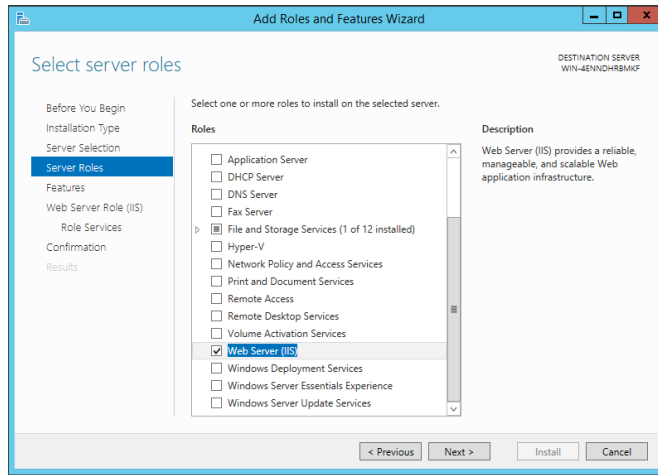 Add Roles and Features Wizard
Select server roles
DESTINATION SERVER
WIN-4ENNDHRBMKF
Before You Begin
Installation Type
Server Selection
Server Roles
Features
Web Server Role (IIS)
Role Services
Confirmation
Results
Select one or more roles to install on the selected server.
Roles
Application Server
DHCP Server
DNS Server
Fax Server
File and Storage Services (1 of 12 installed)
Hyper-V
Network Policy and Access Services
Print and Document Services
Remote Access
Remote Desktop Services
Volume Activation Services
Web Server (IIS)
Windows Deployment Services
Windows Server Essentials Experience
Windows Server Update Services
Description
Web Server (IIS) provides a reliable,
manageable, and scalable Web
application infrastructure.
< Previous
Next >
Install
Cancel